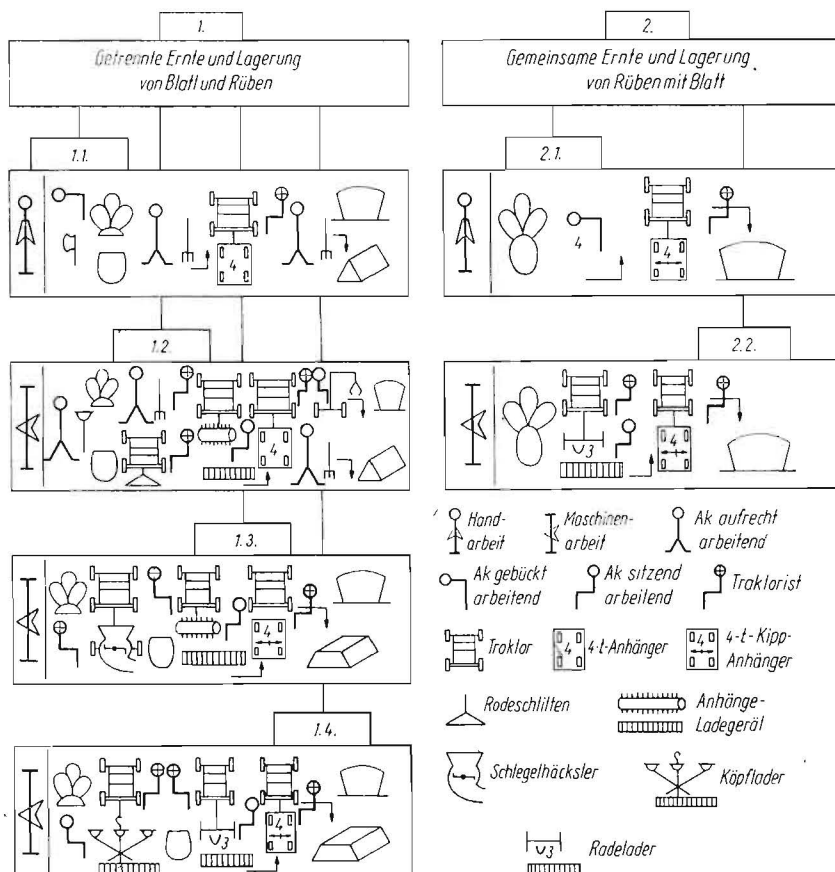 1.
Getrennte Ernte und Lagerung
von Blatt und Rüben
2.
Gemeinsame Ernte und Lagerung
von Rüben mit Blatt
1.1.
4
2.1.
4
4
1.2.
4
2.2.
3
4
1.3.
4
1.4.
3
4
Hand-
arbeit
Maschinen-
arbeit
Ak aufrecht
arbeitend
Ak gebückt
arbeitend
Ak sitzend
arbeitend
Traktorist
Traktor
4
4-t-Anhänger
4
4-t-Kipp-
Anhänger
Rodeschlitten
Anhänge-
Ladegerät
Schlegelhäcksler
Köpflader
3
Radelader